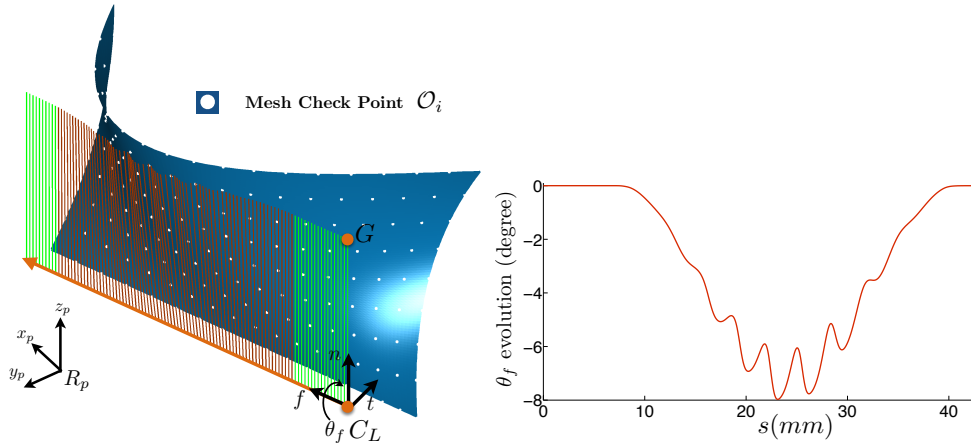 Mesh Check Point 𝒪ᵢ
G
z_p
x_p
y_p
R_p
n
f
t
θ_f C_L
θ_f evolution (degree)
0
−2
−4
−6
−8
0 10 20 30 40
s(mm)